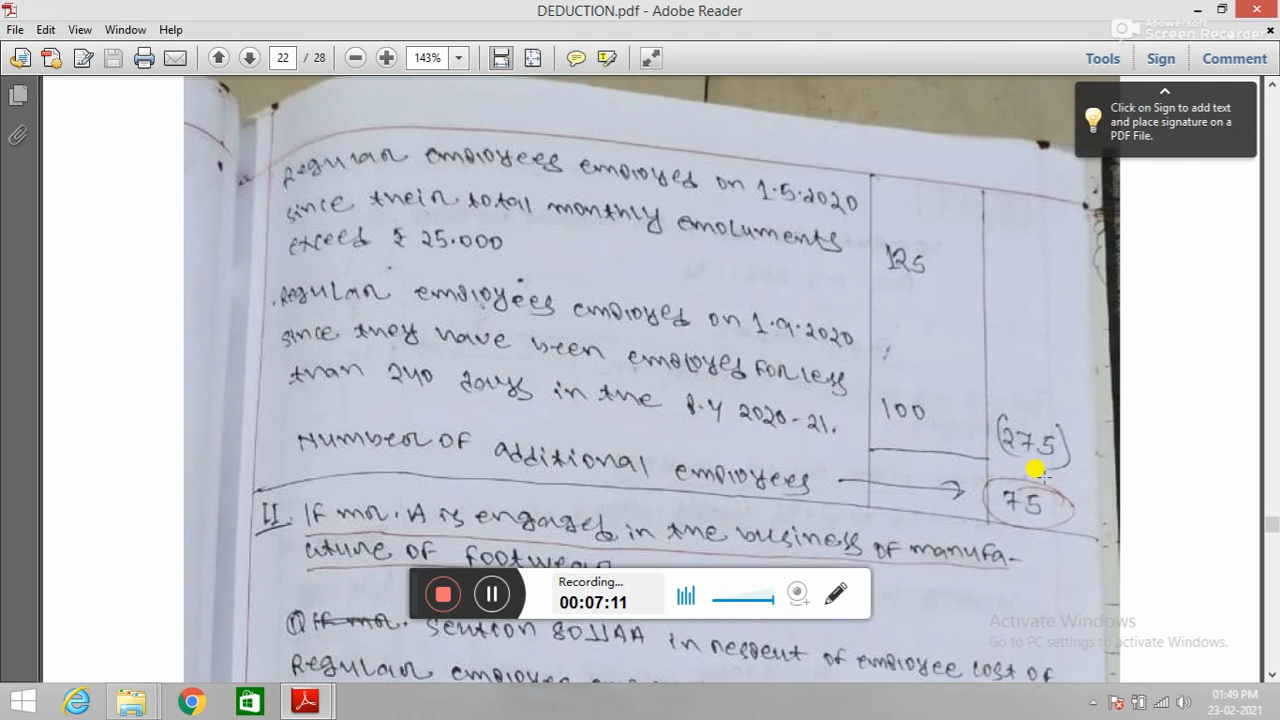 DEDUCTION.pdf - Adobe Reader
Apowersoft
Screen Recorder
File Edit View Window Help
22 / 28 143% Tools Sign Comment
Click on Sign to add text
and place signature on a
PDF File.
Regular employees employed on 1.5.2020
since their total monthly emoluments
exceed ₹ 25.000 125
Regular employees employed on 1.9.2020
since they have been employed for less
than 240 days in the P.Y 2020-21. 100 (275)
Number of additional employees 75
II. If mr. A is engaged in the business of manufa-
cture of footwear
Recording...
00:07:11
section 80JJAA in respect of employee cost of
Regular
Activate Windows
Go to PC settings to activate Windows.
01:49 PM
23-02-2021